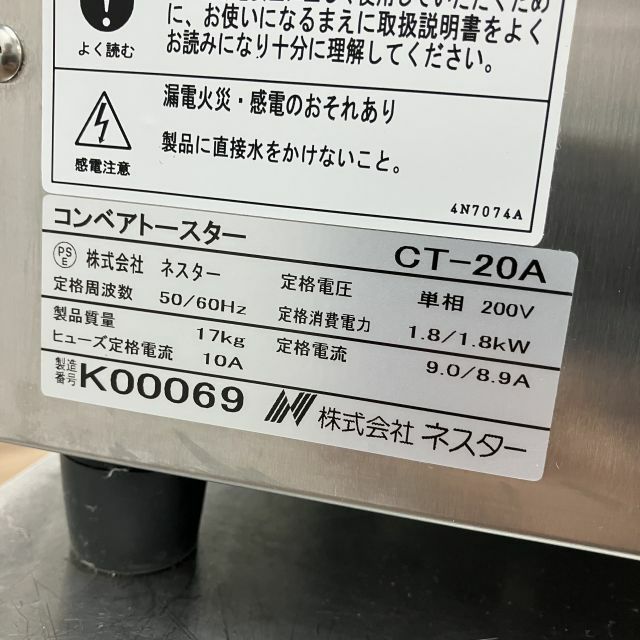 に、お使いになるまえに取扱説明書をよく
お読みになり十分に理解してください。
よく読む
漏電火災・感電のおそれあり
製品に直接水をかけないこと。
感電注意
4N7074A
コンベアトースター
CT-20A
PSE 株式会社 ネスター
定格電圧 単相 200V
定格周波数 50/60Hz
定格消費電力 1.8/1.8kW
製品質量 17kg
定格電流 9.0/8.9A
ヒューズ定格電流 10A
製造番号 K00069
株式会社 ネスター